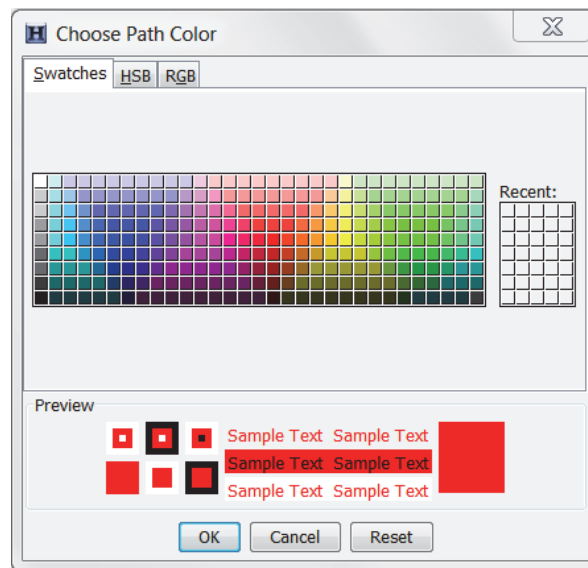 H Choose Path Color
Swatches HSB RGB
Recent:
Preview
Sample Text Sample Text
Sample Text Sample Text
Sample Text Sample Text
OK Cancel Reset